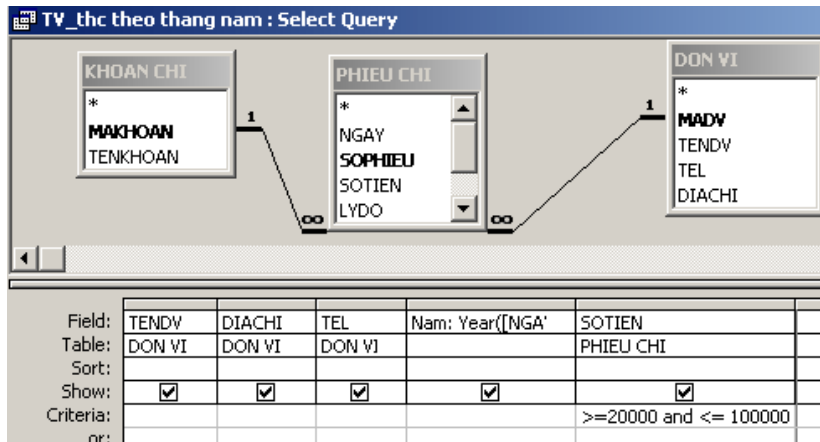 TV_thc theo thang nam : Select Query
KHOAN CHI
*
MAKHOAN
TENKHOAN
1
PHIEU CHI
*
NGAY
SOPHIEU
SOTIEN
LYDO
∞
∞
1
DON VI
*
MADV
TENDV
TEL
DIACHI
Field: TENDV DIACHI TEL Nam: Year([NGA' SOTIEN
Table: DON VI DON VI DON VI PHIEU CHI
Sort:
Show:
Criteria: >=20000 and <= 100000
or: